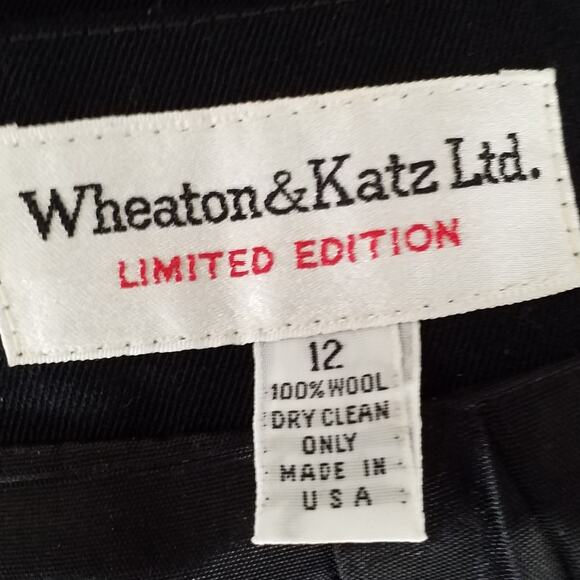 Wheaton&Katz Ltd.
LIMITED EDITION
12
100% WOOL
DRY CLEAN
ONLY
MADE IN
USA